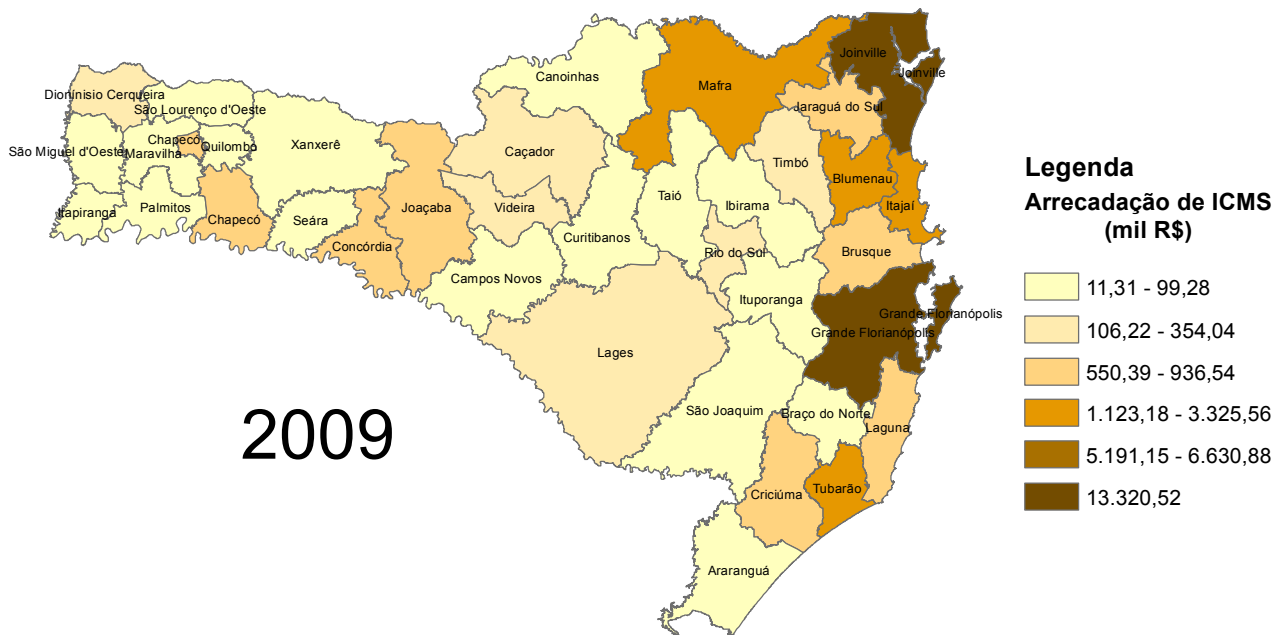 Joinville
Joinville
Canoinhas
Mafra
Dionínisio Cerqueira
São Lourenço d'Oeste
Jaraguá do Sul
Chapecó
Quilombo
Xanxerê
São Miguel d'Oeste
Maravilha
Caçador
Timbó
Blumenau
Taió
Ibirama
Itajaí
Itapiranga
Palmitos
Chapecó
Seára
Joaçaba
Videira
Concórdia
Curitibanos
Rio do Sul
Brusque
Campos Novos
Ituporanga
Grande Florianópolis
Grande Florianópolis
Lages
São Joaquim
Braço do Norte
Laguna
Criciúma
Tubarão
Araranguá
2009
Legenda
Arrecadação de ICMS
(mil R$)
11,31 - 99,28
106,22 - 354,04
550,39 - 936,54
1.123,18 - 3.325,56
5.191,15 - 6.630,88
13.320,52